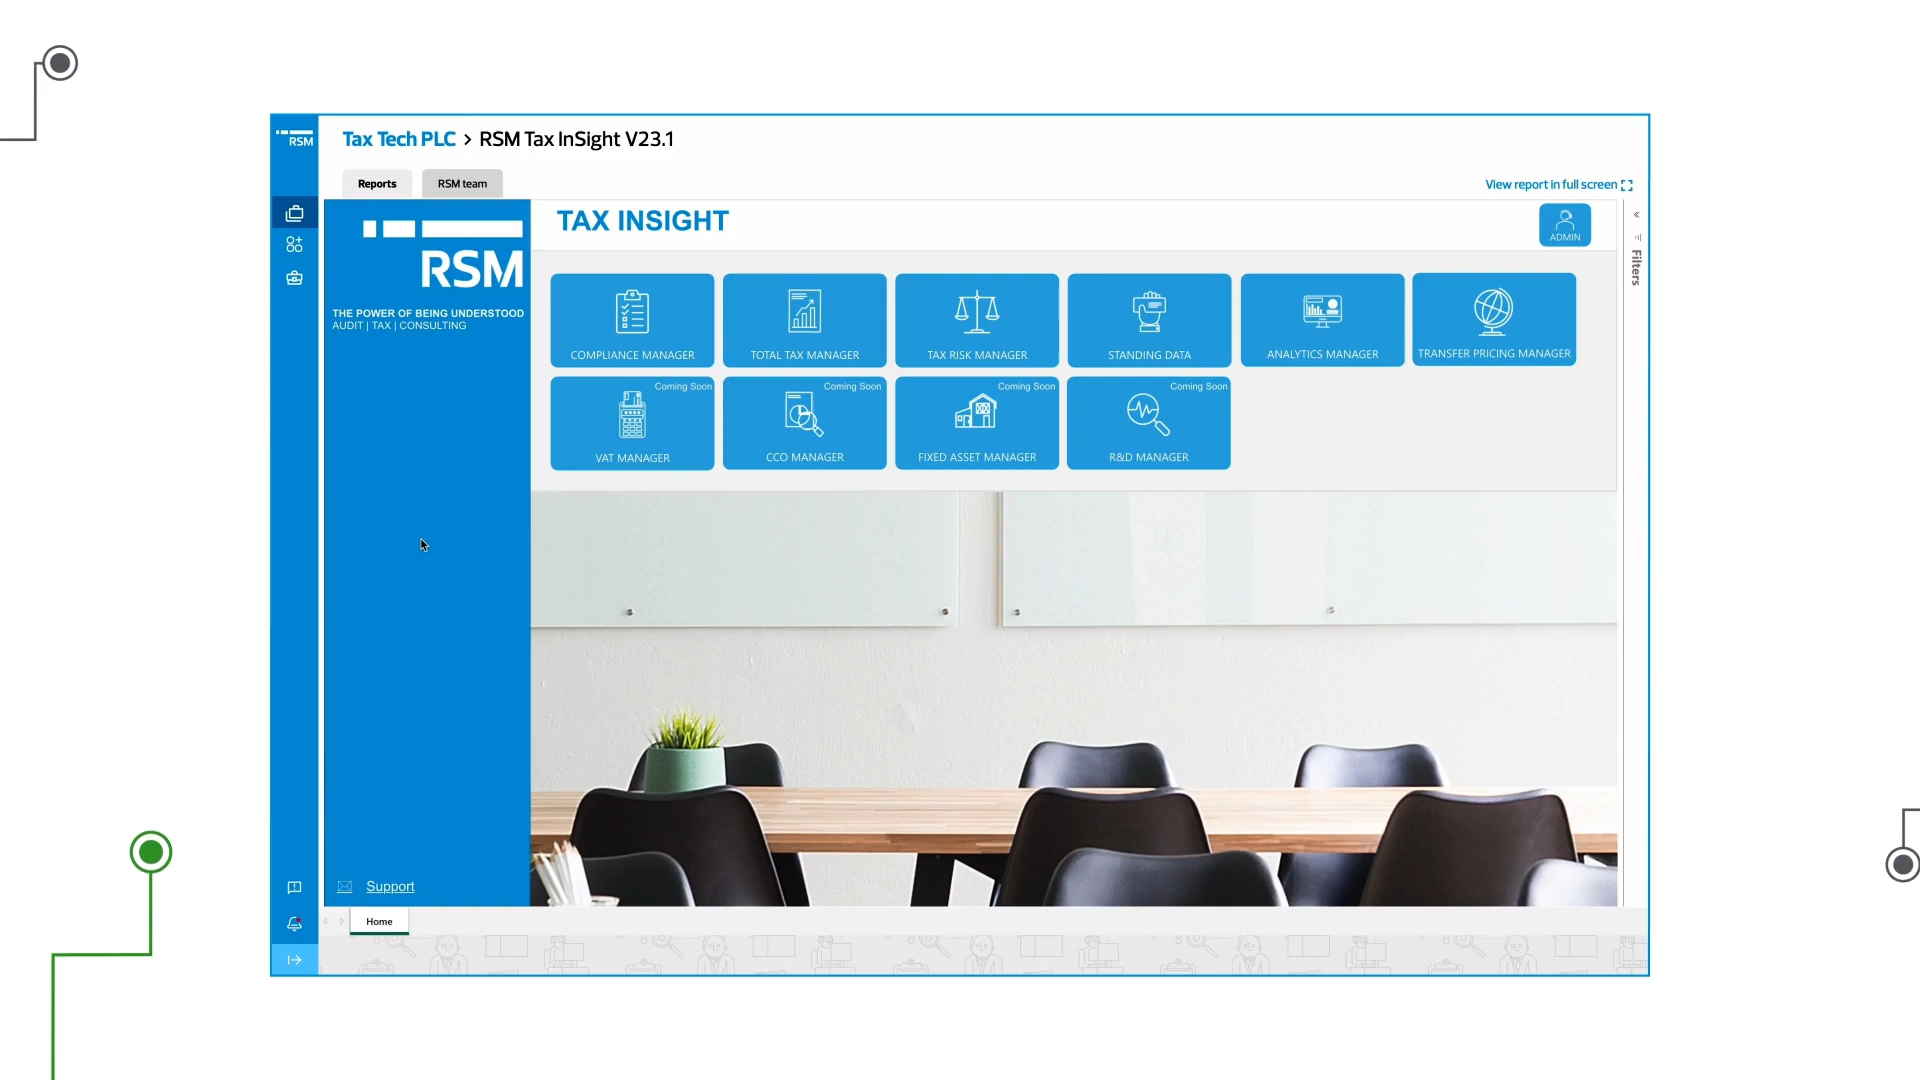 RSM
Tax Tech PLC > RSM Tax InSight V23.1
Reports
RSM team
View report in full screen
RSM
THE POWER OF BEING UNDERSTOOD
AUDIT | TAX | CONSULTING
TAX INSIGHT
ADMIN
Filters
COMPLIANCE MANAGER
TOTAL TAX MANAGER
TAX RISK MANAGER
STANDING DATA
ANALYTICS MANAGER
TRANSFER PRICING MANAGER
Coming Soon
VAT MANAGER
Coming Soon
CCO MANAGER
Coming Soon
FIXED ASSET MANAGER
Coming Soon
R&D MANAGER
Support
Home